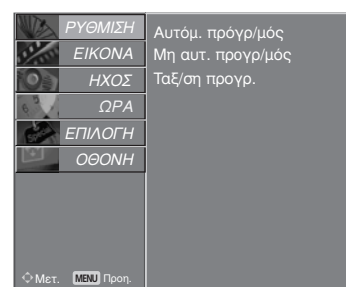 ΡΥΘΜΙΣΗ
ΕΙΚΟΝΑ
ΗΧΟΣ
ΩΡΑ
ΕΠΙΛΟΓΗ
ΟΘΟΝΗ
Αυτόμ. πρόγρ/μός
Μη αυτ. προγρ/μός
Ταξ/ση προγρ.
Μετ. MENU Προη.